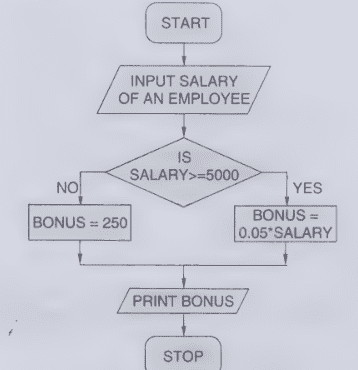 START
INPUT SALARY
OF AN EMPLOYEE
IS
SALARY>=5000
NO
YES
BONUS = 250
BONUS =
0.05*SALARY
PRINT BONUS
STOP